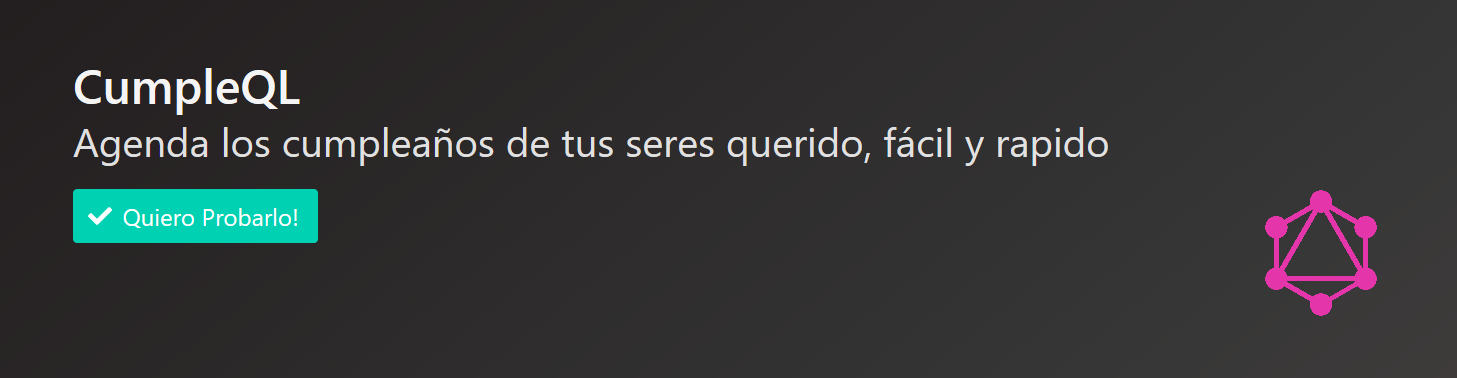 CumpleQL
Agenda los cumpleaños de tus seres querido, fácil y rapido
Quiero Probarlo!